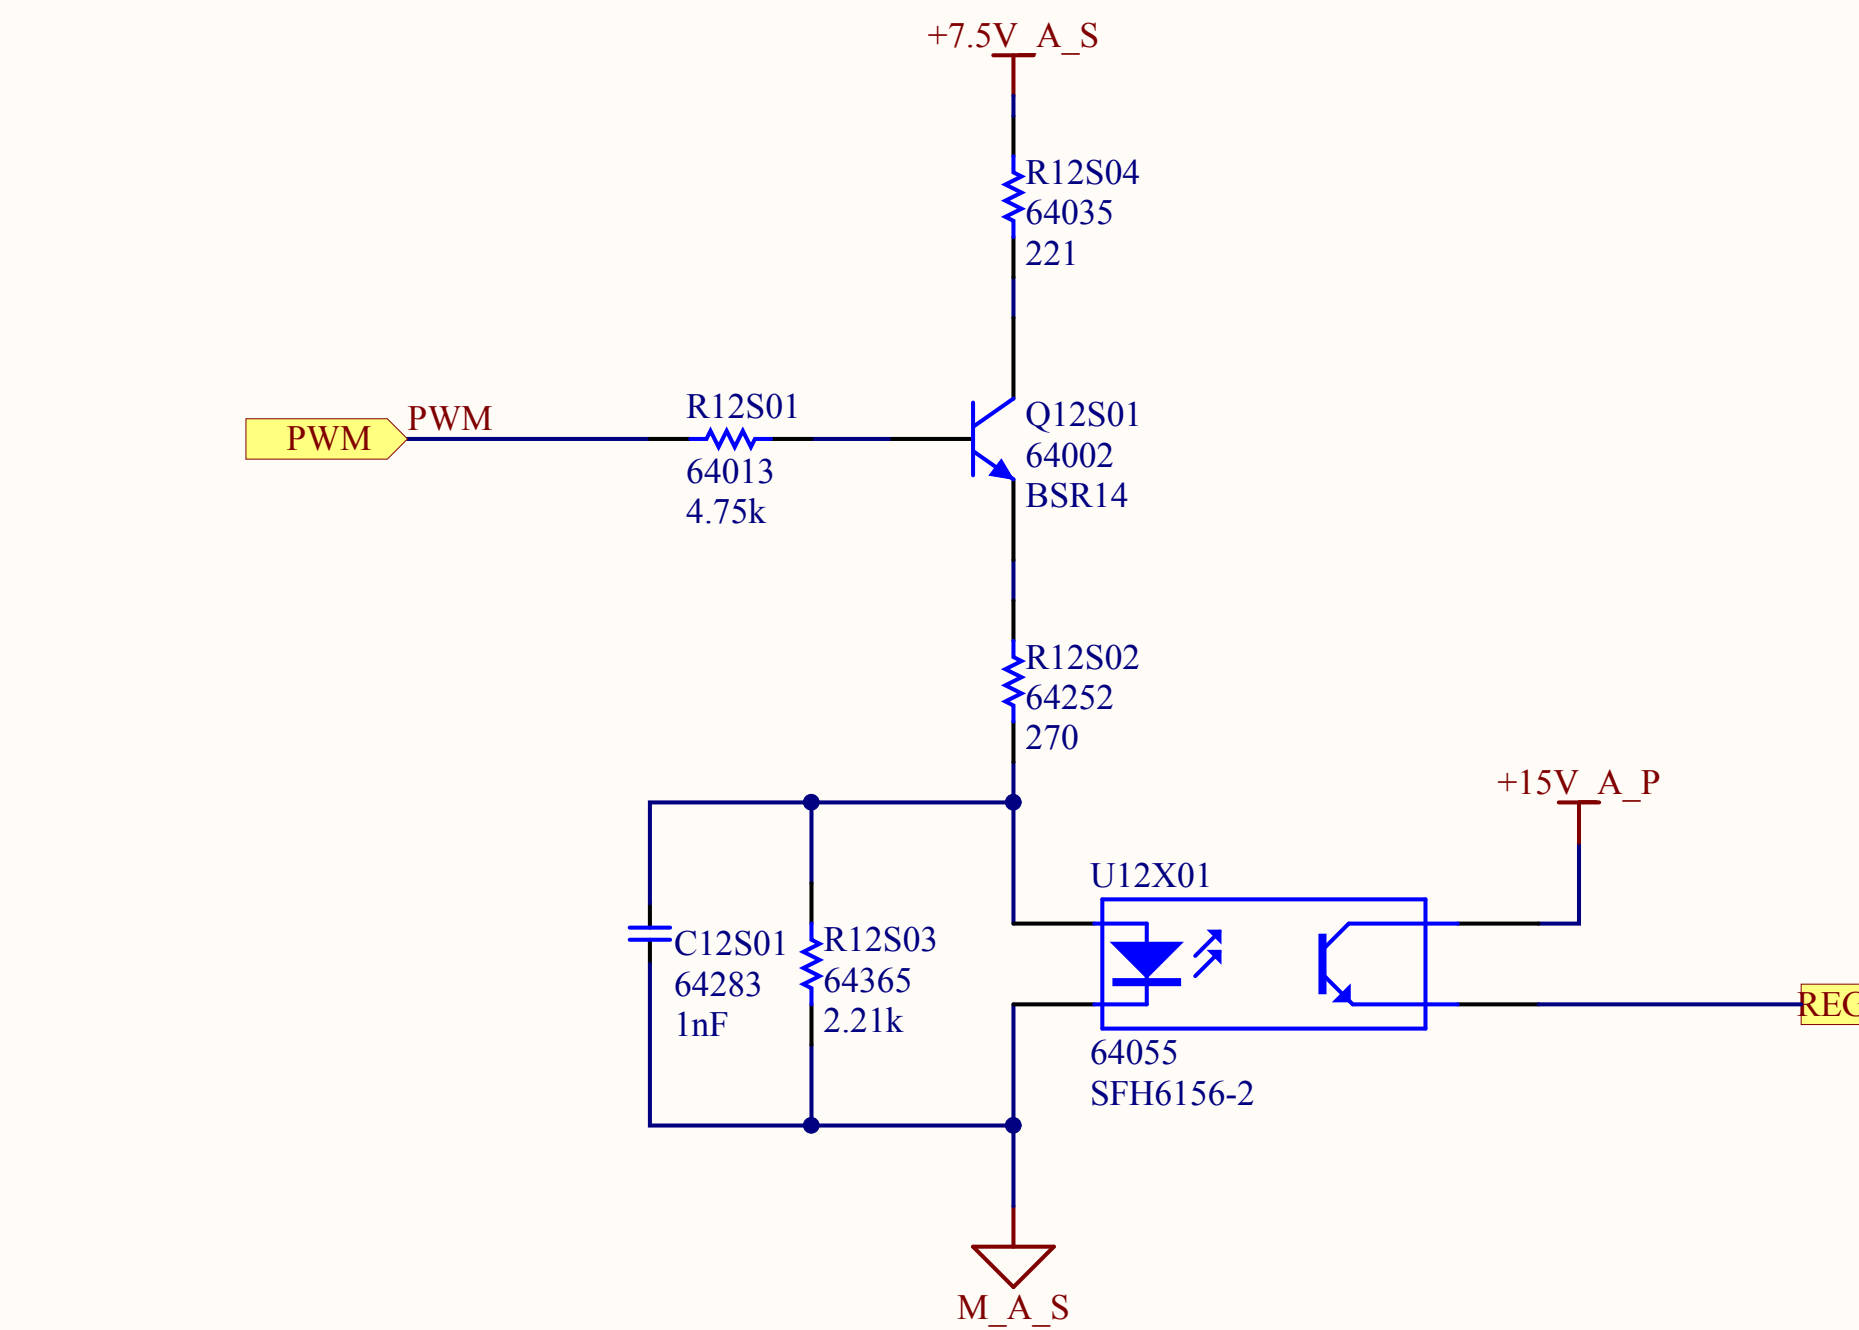 +7.5V_A_S
R12S04
64035
221
PWM
PWM
R12S01
64013
4.75k
Q12S01
64002
BSR14
R12S02
64252
270
+15V_A_P
U12X01
C12S01
64283
1nF
R12S03
64365
2.21k
64055
SFH6156-2
M_A_S